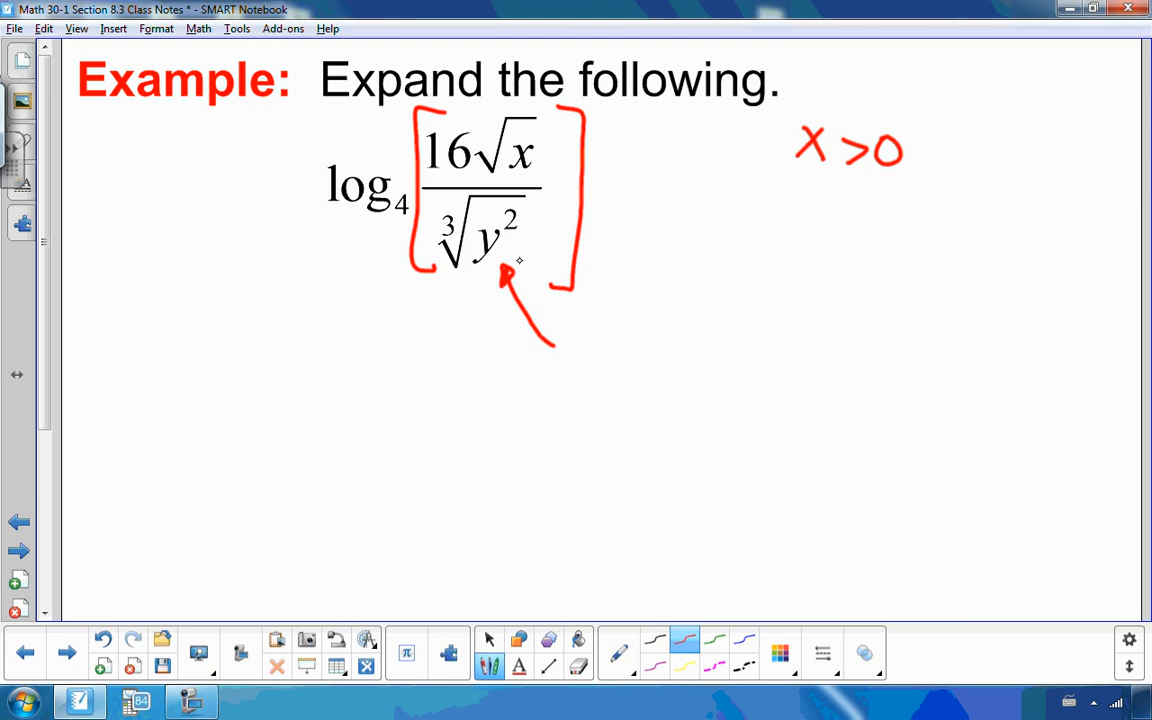 Math 30-1 Section 8.3 Class Notes * - SMART Notebook
File Edit View Insert Format Math Tools Add-ons Help
Example: Expand the following.
log₄ [ 16√x / ∛y² ]
x > 0
π
A
84